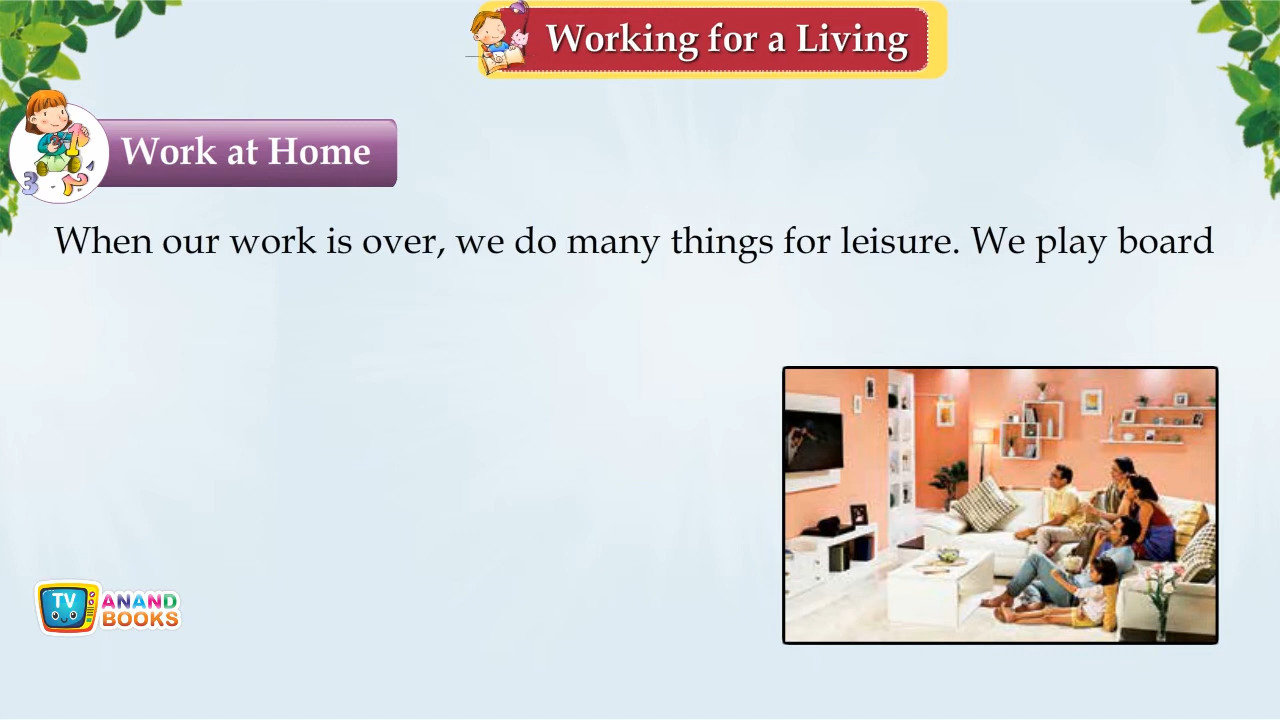 Working for a Living
Work at Home
When our work is over, we do many things for leisure. We play board
TV
ANAND
BOOKS